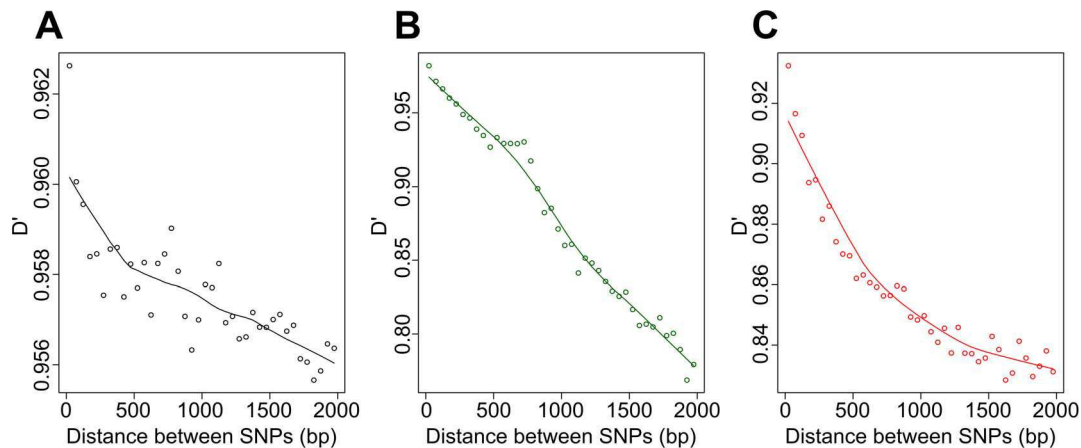 A
D'
0.962
0.960
0.958
0.956
0 500 1000 1500 2000
Distance between SNPs (bp)
B
D'
0.95
0.90
0.85
0.80
0 500 1000 1500 2000
Distance between SNPs (bp)
C
D'
0.92
0.90
0.88
0.86
0.84
0 500 1000 1500 2000
Distance between SNPs (bp)